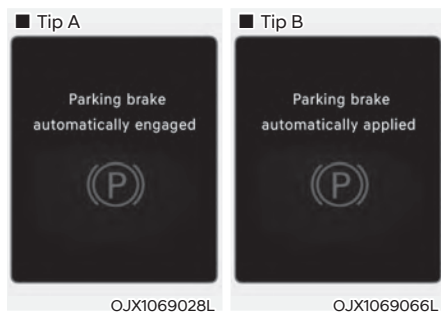 ■ Tip A
Parking brake
automatically engaged
P
OJX1069028L
■ Tip B
Parking brake
automatically applied
P
OJX1069066L